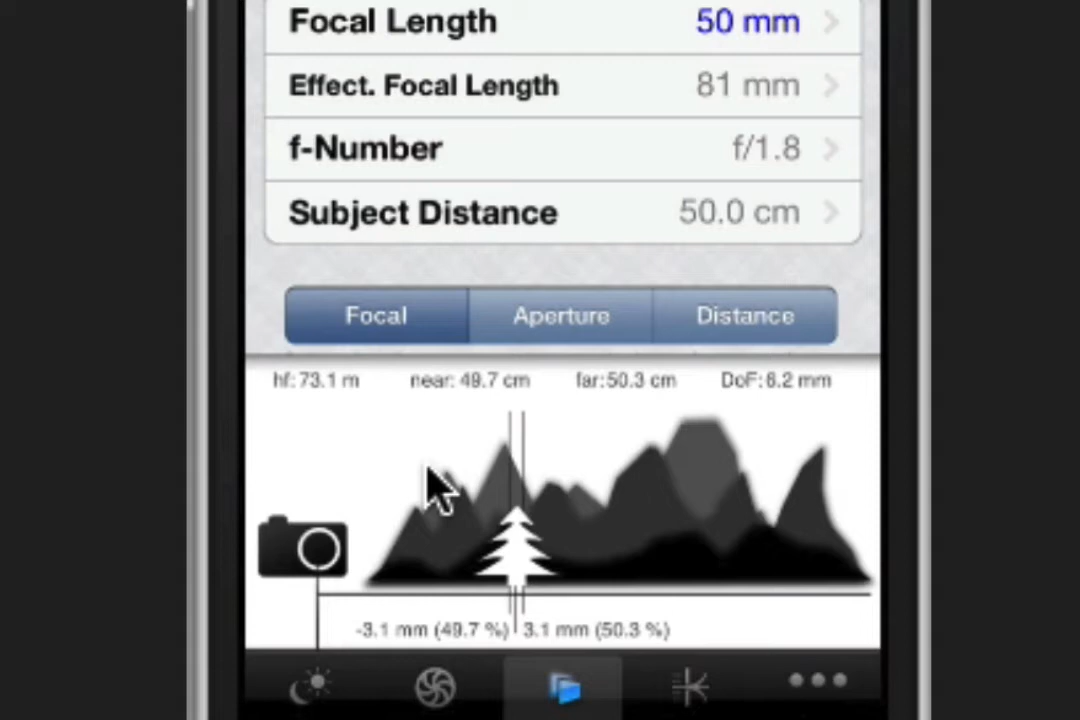 Focal Length 50 mm
Effect. Focal Length 81 mm
f-Number f/1.8
Subject Distance 50.0 cm
Focal Aperture Distance
hf: 73.1 m near: 49.7 cm far: 50.3 cm DoF: 6.2 mm
-3.1 mm (49.7 %) 3.1 mm (50.3 %)